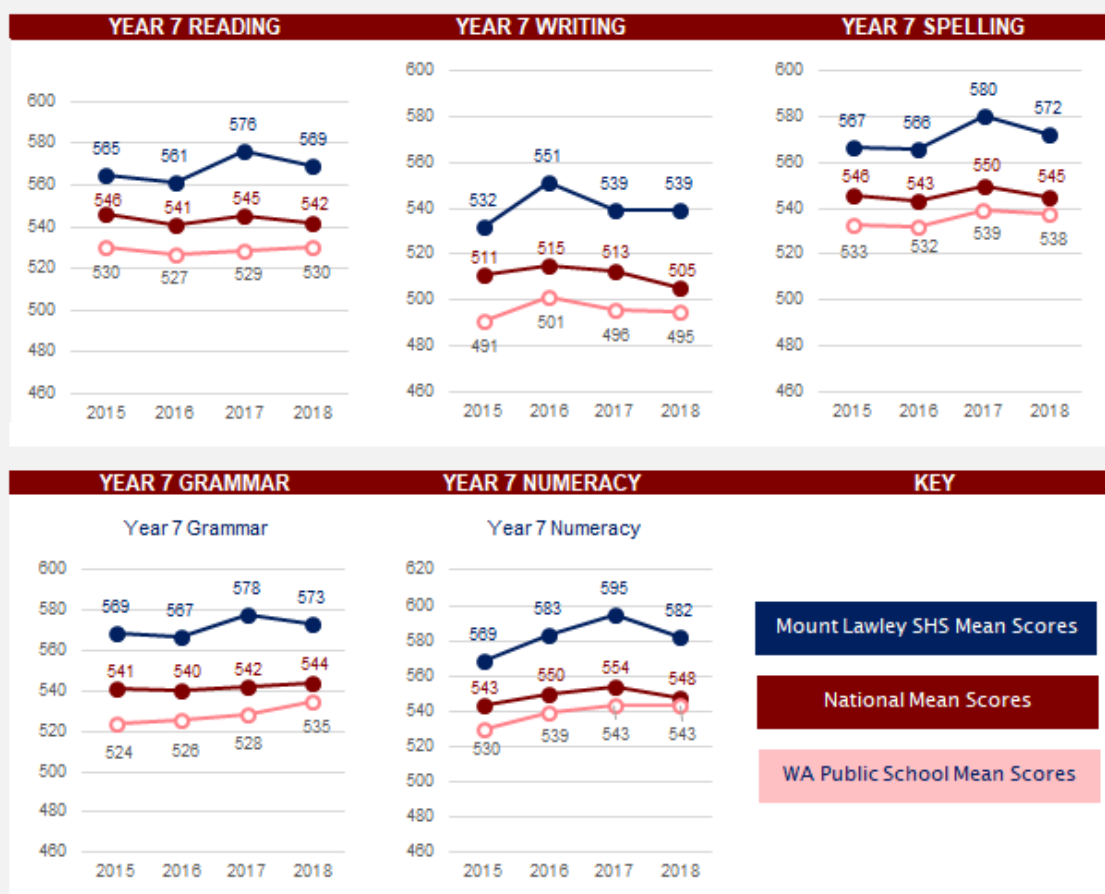 YEAR 7 READING YEAR 7 WRITING YEAR 7 SPELLING
600
580
560
540
520
500
480
460
565 561 576 569
546 541 545 542
530 527 529 530
2015 2016 2017 2018
600
580
560
540
520
500
480
460
532 551 539 539
511 515 513 505
491 501 496 495
2015 2016 2017 2018
600
580
560
540
520
500
480
460
567 566 580 572
546 543 550 545
533 532 539 538
2015 2016 2017 2018
YEAR 7 GRAMMAR YEAR 7 NUMERACY KEY
Year 7 Grammar
600
580
560
540
520
500
480
460
569 567 578 573
541 540 542 544
524 526 528 535
2015 2016 2017 2018
Year 7 Numeracy
620
600
580
560
540
520
500
480
460
569 583 595 582
543 550 554 548
530 539 543 543
2015 2016 2017 2018
Mount Lawley SHS Mean Scores
National Mean Scores
WA Public School Mean Scores